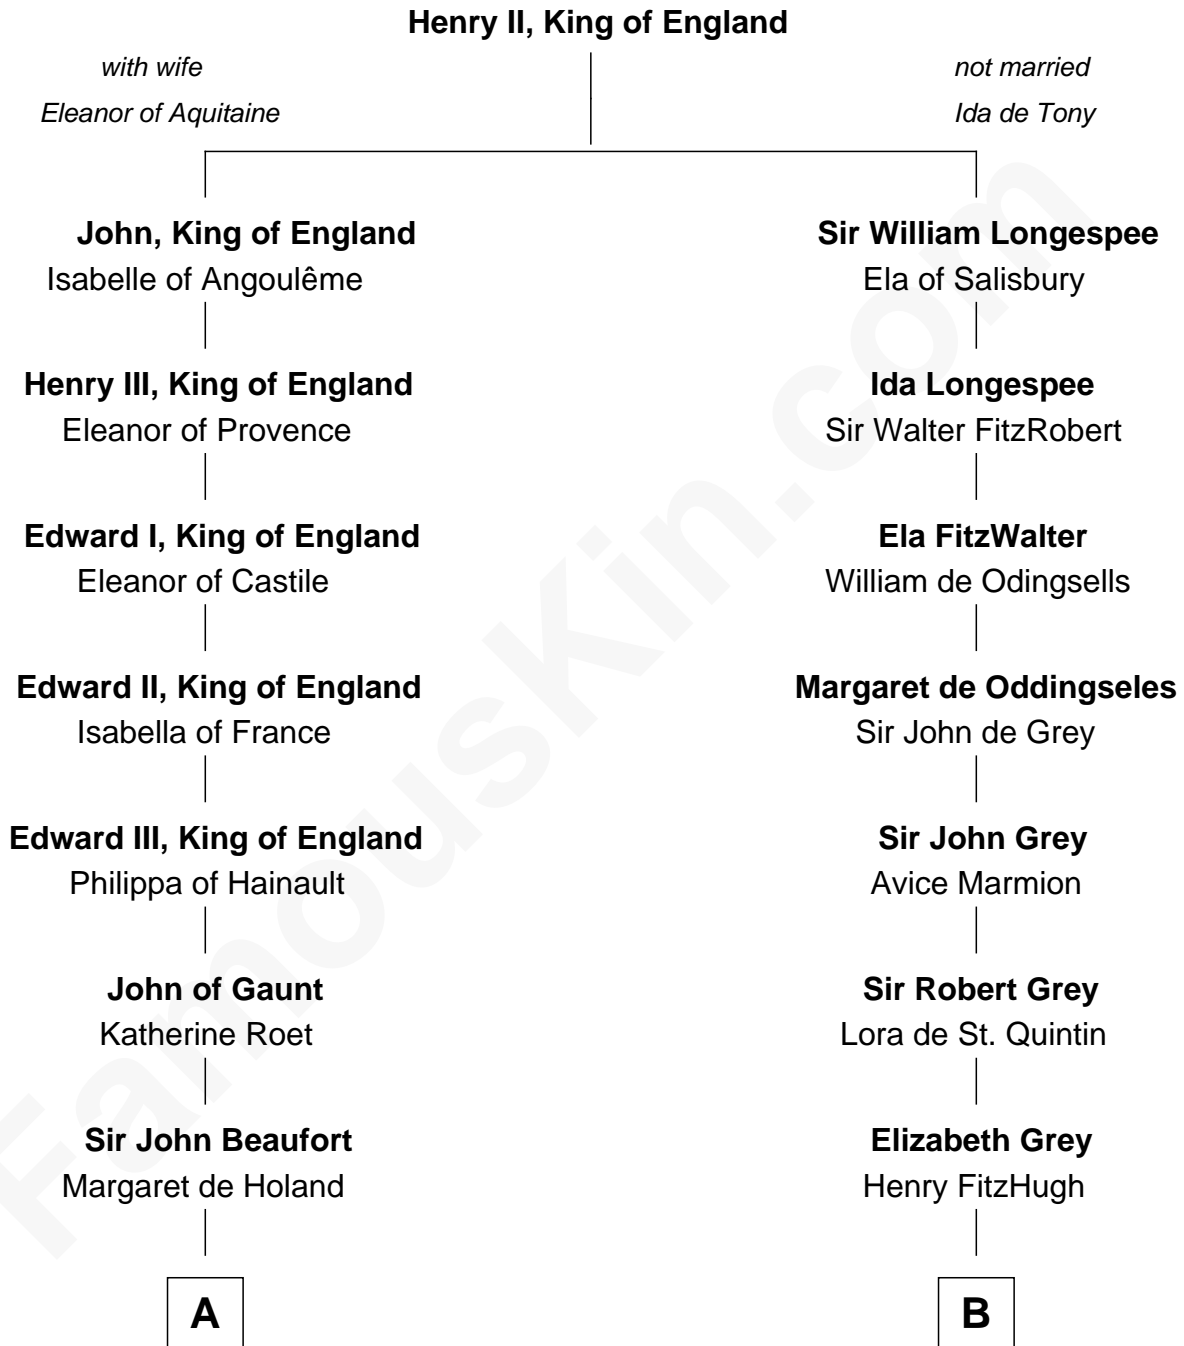 Henry II, King of England
with wife
Eleanor of Aquitaine
not married
Ida de Tony
John, King of England
Isabelle of Angoulême
Henry III, King of England
Eleanor of Provence
Edward I, King of England
Eleanor of Castile
Edward II, King of England
Isabella of France
Edward III, King of England
Philippa of Hainault
John of Gaunt
Katherine Roet
Sir John Beaufort
Margaret de Holand
A
Sir William Longespee
Ela of Salisbury
Ida Longespee
Sir Walter FitzRobert
Ela FitzWalter
William de Odingsells
Margaret de Oddingseles
Sir John de Grey
Sir John Grey
Avice Marmion
Sir Robert Grey
Lora de St. Quintin
Elizabeth Grey
Henry FitzHugh
B
FamousKin.com